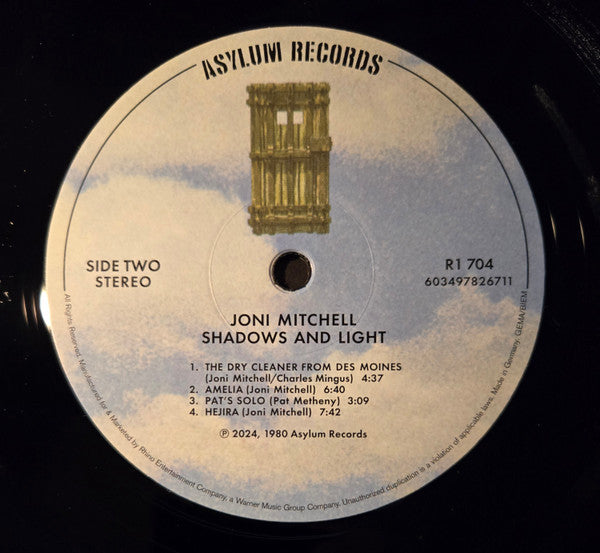 ASYLUM RECORDS
SIDE TWO
STEREO
R1 704
603497826711
JONI MITCHELL
SHADOWS AND LIGHT
1. THE DRY CLEANER FROM DES MOINES
(Joni Mitchell/Charles Mingus) 4:37
2. AMELIA (Joni Mitchell) 6:40
3. PAT'S SOLO (Pat Metheny) 3:09
4. HEJIRA (Joni Mitchell) 7:42
℗ 2024, 1980 Asylum Records
All Rights Reserved. Manufactured for & Marketed by Rhino Entertainment Company, a Warner Music Group Company. Unauthorized duplication is a violation of applicable laws. Made in Germany. GEMA/BIEM